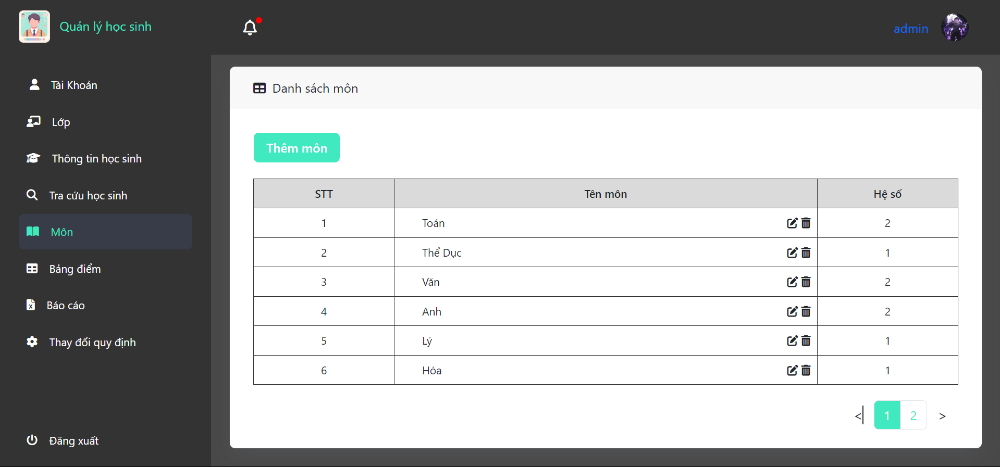 Quản lý học sinh
admin
Tài Khoản
Lớp
Thông tin học sinh
Tra cứu học sinh
Môn
Bảng điểm
Báo cáo
Thay đổi quy định
Đăng xuất
Danh sách môn
Thêm môn
STT Tên môn Hệ số
1 Toán 2
2 Thể Dục 1
3 Văn 2
4 Anh 2
5 Lý 1
6 Hóa 1
< 1 2 >